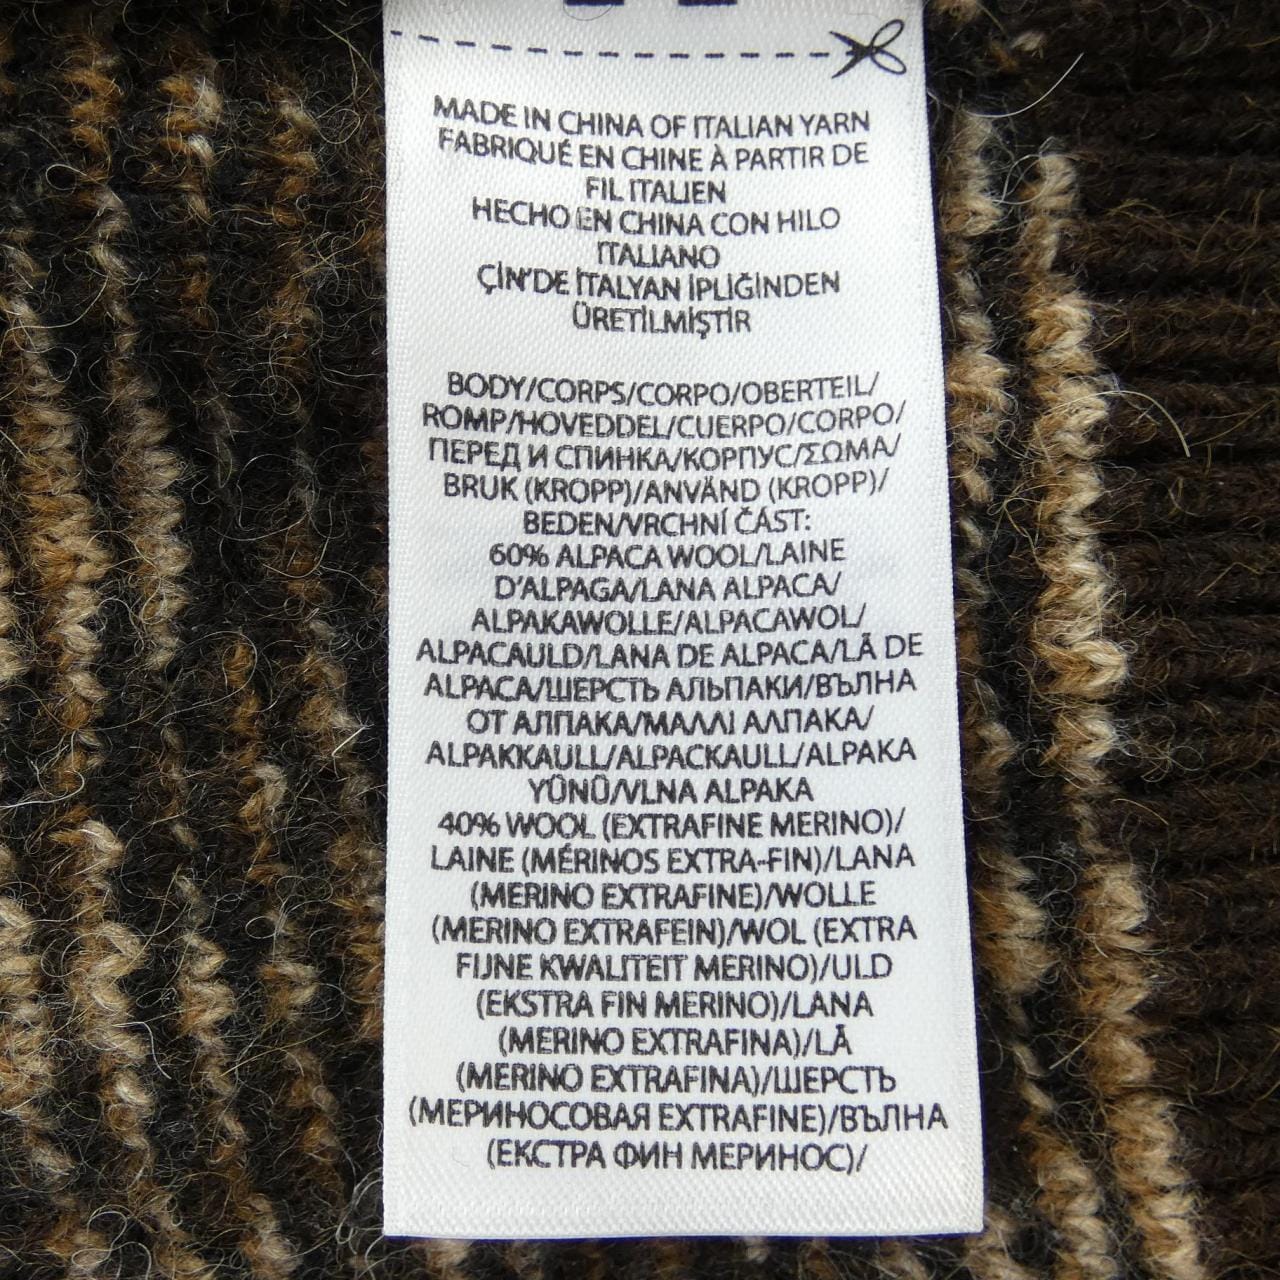 MADE IN CHINA OF ITALIAN YARN
FABRIQUÉ EN CHINE À PARTIR DE
FIL ITALIEN
HECHO EN CHINA CON HILO
ITALIANO
ÇİN'DE İTALYAN İPLİĞİNDEN
ÜRETİLMİŞTİR
BODY/CORPS/CORPO/OBERTEIL/
ROMP/HOVEDDEL/CUERPO/CORPO/
ПЕРЕД И СПИНКА/КОРПУС/ΣΩΜΑ/
BRUK (KROPP)/ANVÄND (KROPP)/
BEDEN/VRCHNÍ ČÁST:
60% ALPACA WOOL/LAINE
D'ALPAGA/LANA ALPACA/
ALPAKAWOLLE/ALPACAWOL/
ALPACAULD/LANA DE ALPACA/LÃ DE
ALPACA/ШЕРСТЬ АЛЬПАКИ/ВЪЛНА
ОТ АЛПАКА/ΜΑΛΛΙ ΑΛΠΑΚΑ/
ALPAKKAULL/ALPACKAULL/ALPAKA
YÜNÜ/VLNA ALPAKA
40% WOOL (EXTRAFINE MERINO)/
LAINE (MÉRINOS EXTRA-FIN)/LANA
(MERINO EXTRAFINE)/WOLLE
(MERINO EXTRAFEIN)/WOL (EXTRA
FIJNE KWALITEIT MERINO)/ULD
(EKSTRA FIN MERINO)/LANA
(MERINO EXTRAFINA)/LÃ
(MERINO EXTRAFINA)/ШЕРСТЬ
(МЕРИНОСОВАЯ EXTRAFINE)/ВЪЛНА
(ЕКСТРА ФИН МЕРИНОС)/